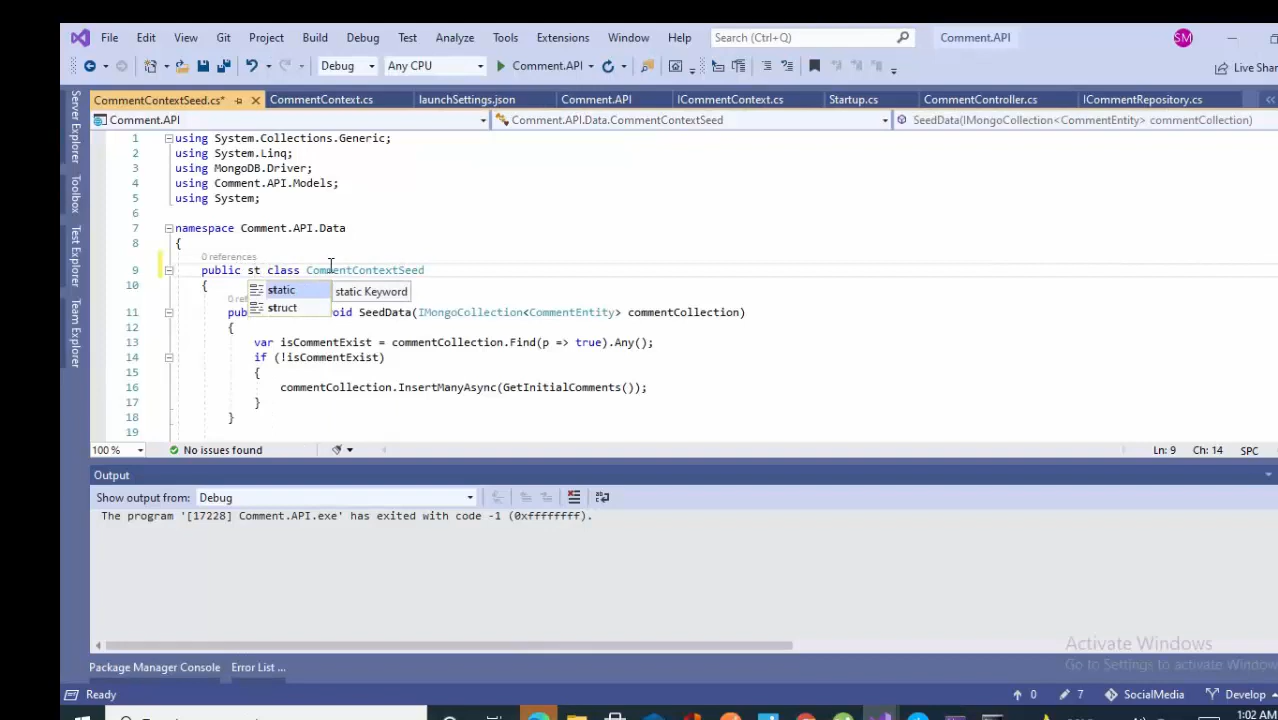 File Edit View Git Project Build Debug Test Analyze Tools Extensions Window Help Search (Ctrl+Q) Comment.API SM
Debug Any CPU Comment.API Live Shar
CommentContextSeed.cs* CommentContext.cs launchSettings.json Comment.API ICommentContext.cs Startup.cs CommentController.cs ICommentRepository.cs
Comment.API Comment.API.Data.CommentContextSeed SeedData(IMongoCollection<CommentEntity> commentCollection)
Server Explorer
Toolbox
Test Explorer
Team Explorer
1 using System.Collections.Generic;
2 using System.Linq;
3 using MongoDB.Driver;
4 using Comment.API.Models;
5 using System;
6
7 namespace Comment.API.Data
8 {
0 references
9 public st class CommentContextSeed
10 {
static static Keyword
struct
0 ref
11 pub oid SeedData(IMongoCollection<CommentEntity> commentCollection)
12 {
13 var isCommentExist = commentCollection.Find(p => true).Any();
14 if (!isCommentExist)
15 {
16 commentCollection.InsertManyAsync(GetInitialComments());
17 }
18 }
19
100 % No issues found Ln: 9 Ch: 14 SPC
Output
Show output from: Debug
The program '[17228] Comment.API.exe' has exited with code -1 (0xffffffff).
Activate Windows
Go to Settings to activate Window
Package Manager Console Error List ...
Ready 0 7 SocialMedia Develop
1:02 AM